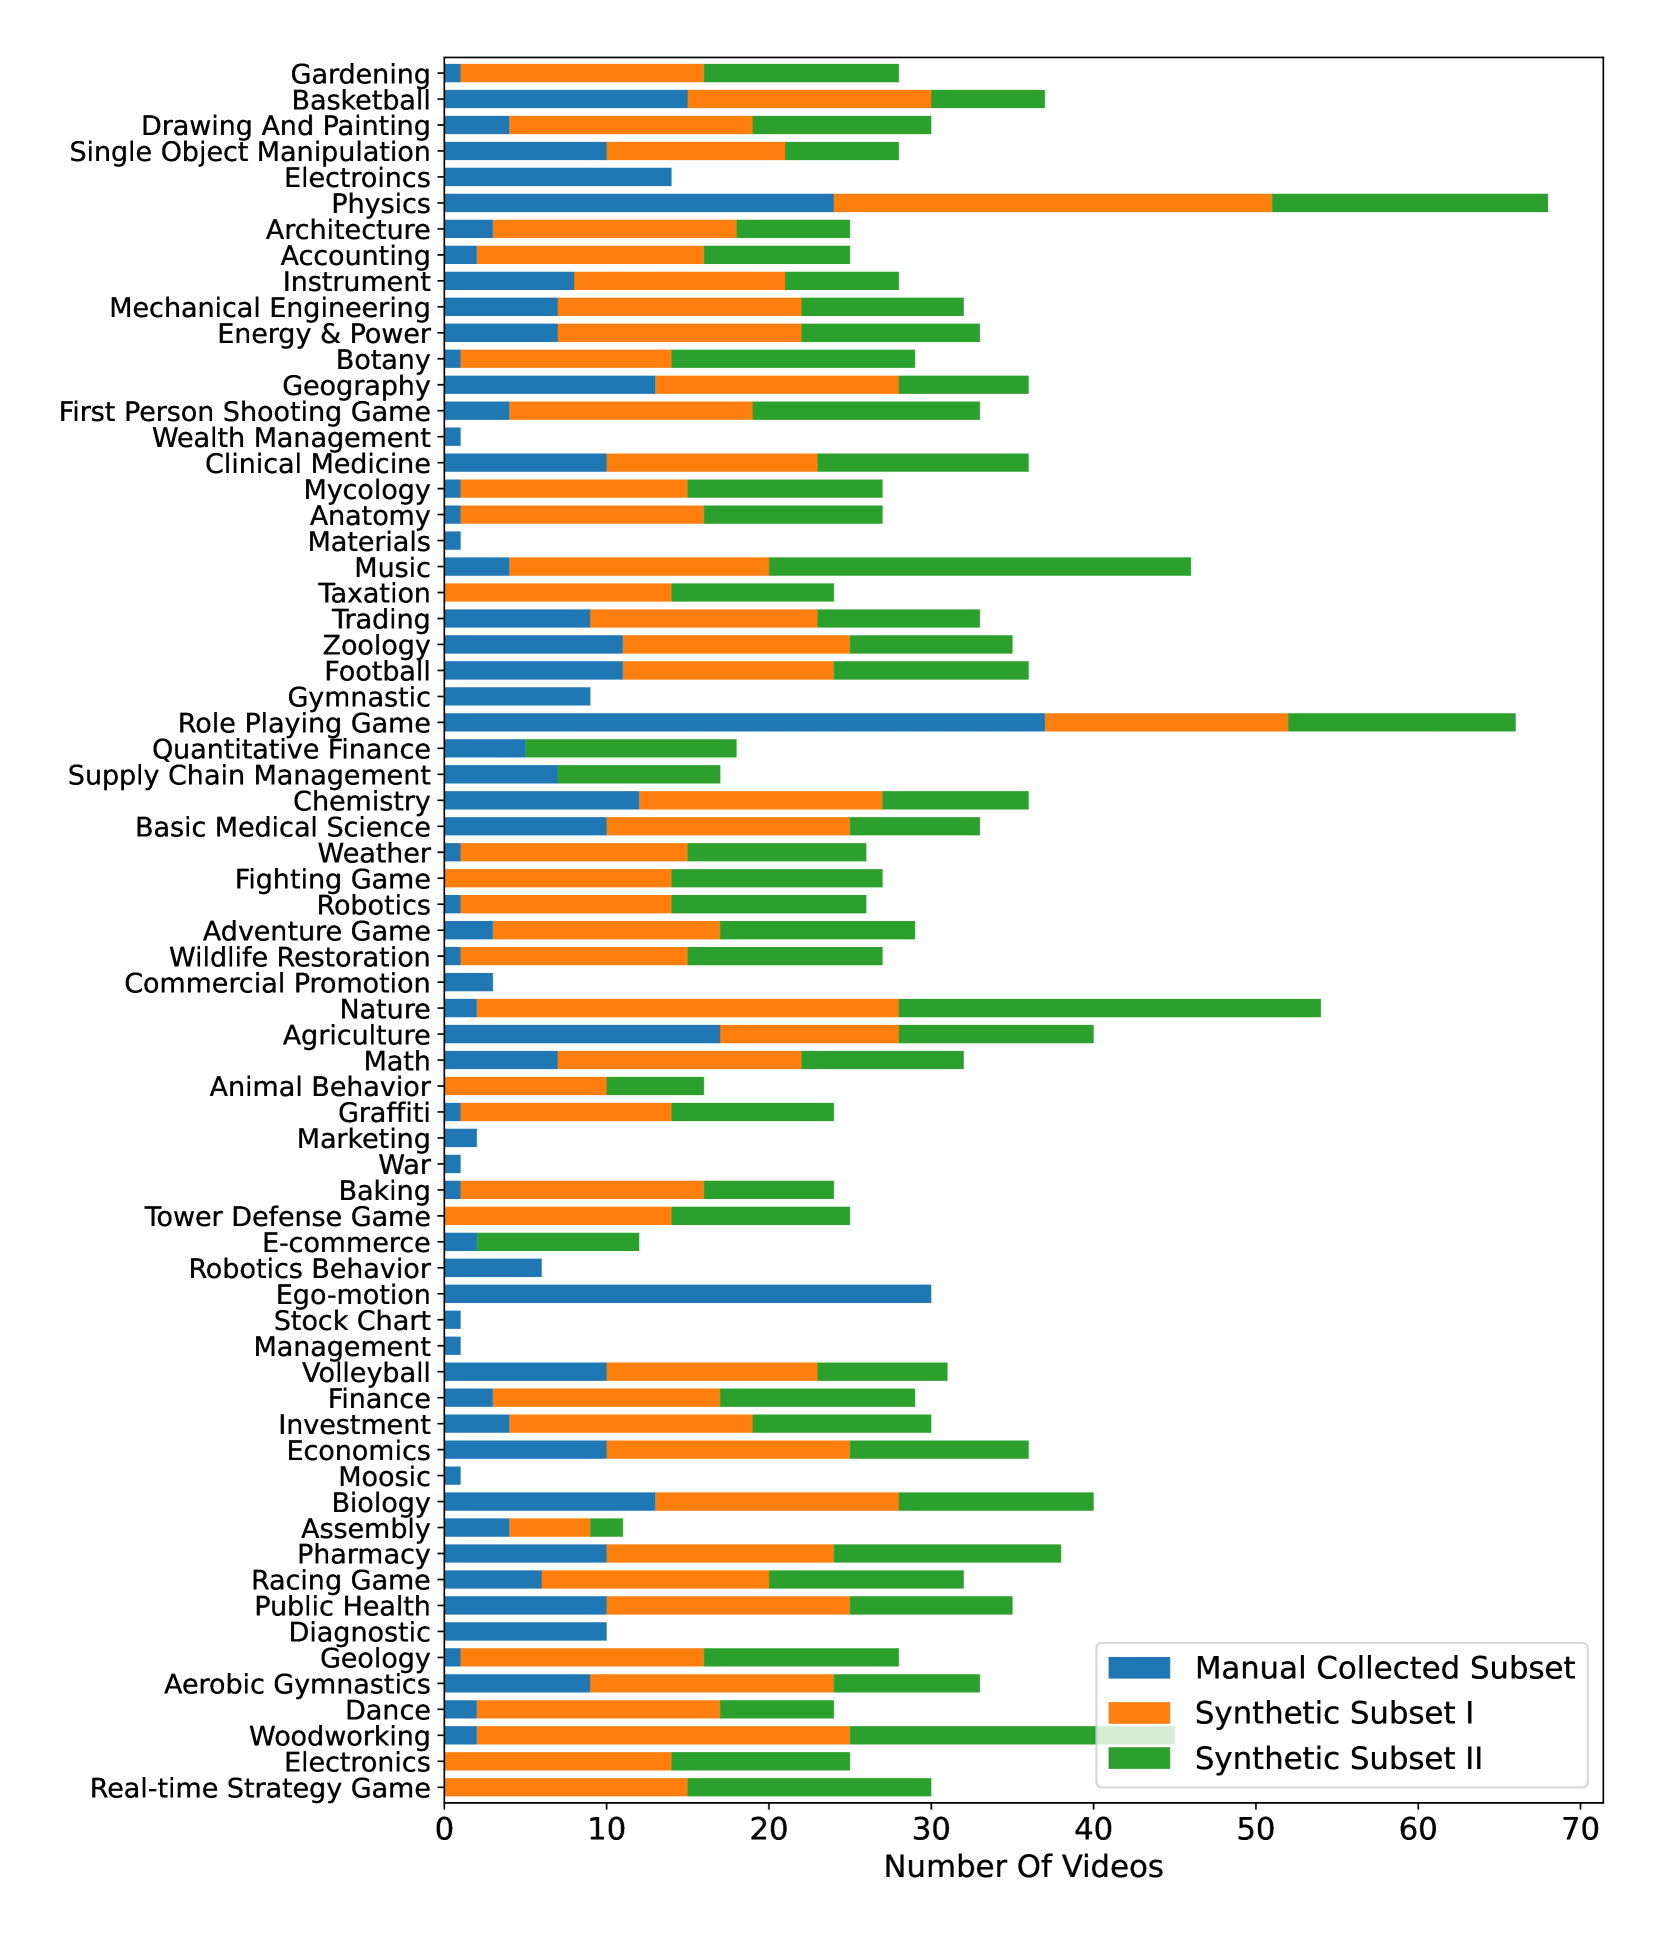 Gardening
Basketball
Drawing And Painting
Single Object Manipulation
Electroincs
Physics
Architecture
Accounting
Instrument
Mechanical Engineering
Energy & Power
Botany
Geography
First Person Shooting Game
Wealth Management
Clinical Medicine
Mycology
Anatomy
Materials
Music
Taxation
Trading
Zoology
Football
Gymnastic
Role Playing Game
Quantitative Finance
Supply Chain Management
Chemistry
Basic Medical Science
Weather
Fighting Game
Robotics
Adventure Game
Wildlife Restoration
Commercial Promotion
Nature
Agriculture
Math
Animal Behavior
Graffiti
Marketing
War
Baking
Tower Defense Game
E-commerce
Robotics Behavior
Ego-motion
Stock Chart
Management
Volleyball
Finance
Investment
Economics
Moosic
Biology
Assembly
Pharmacy
Racing Game
Public Health
Diagnostic
Geology
Aerobic Gymnastics
Dance
Woodworking
Electronics
Real-time Strategy Game
Manual Collected Subset
Synthetic Subset I
Synthetic Subset II
0 10 20 30 40 50 60 70
Number Of Videos